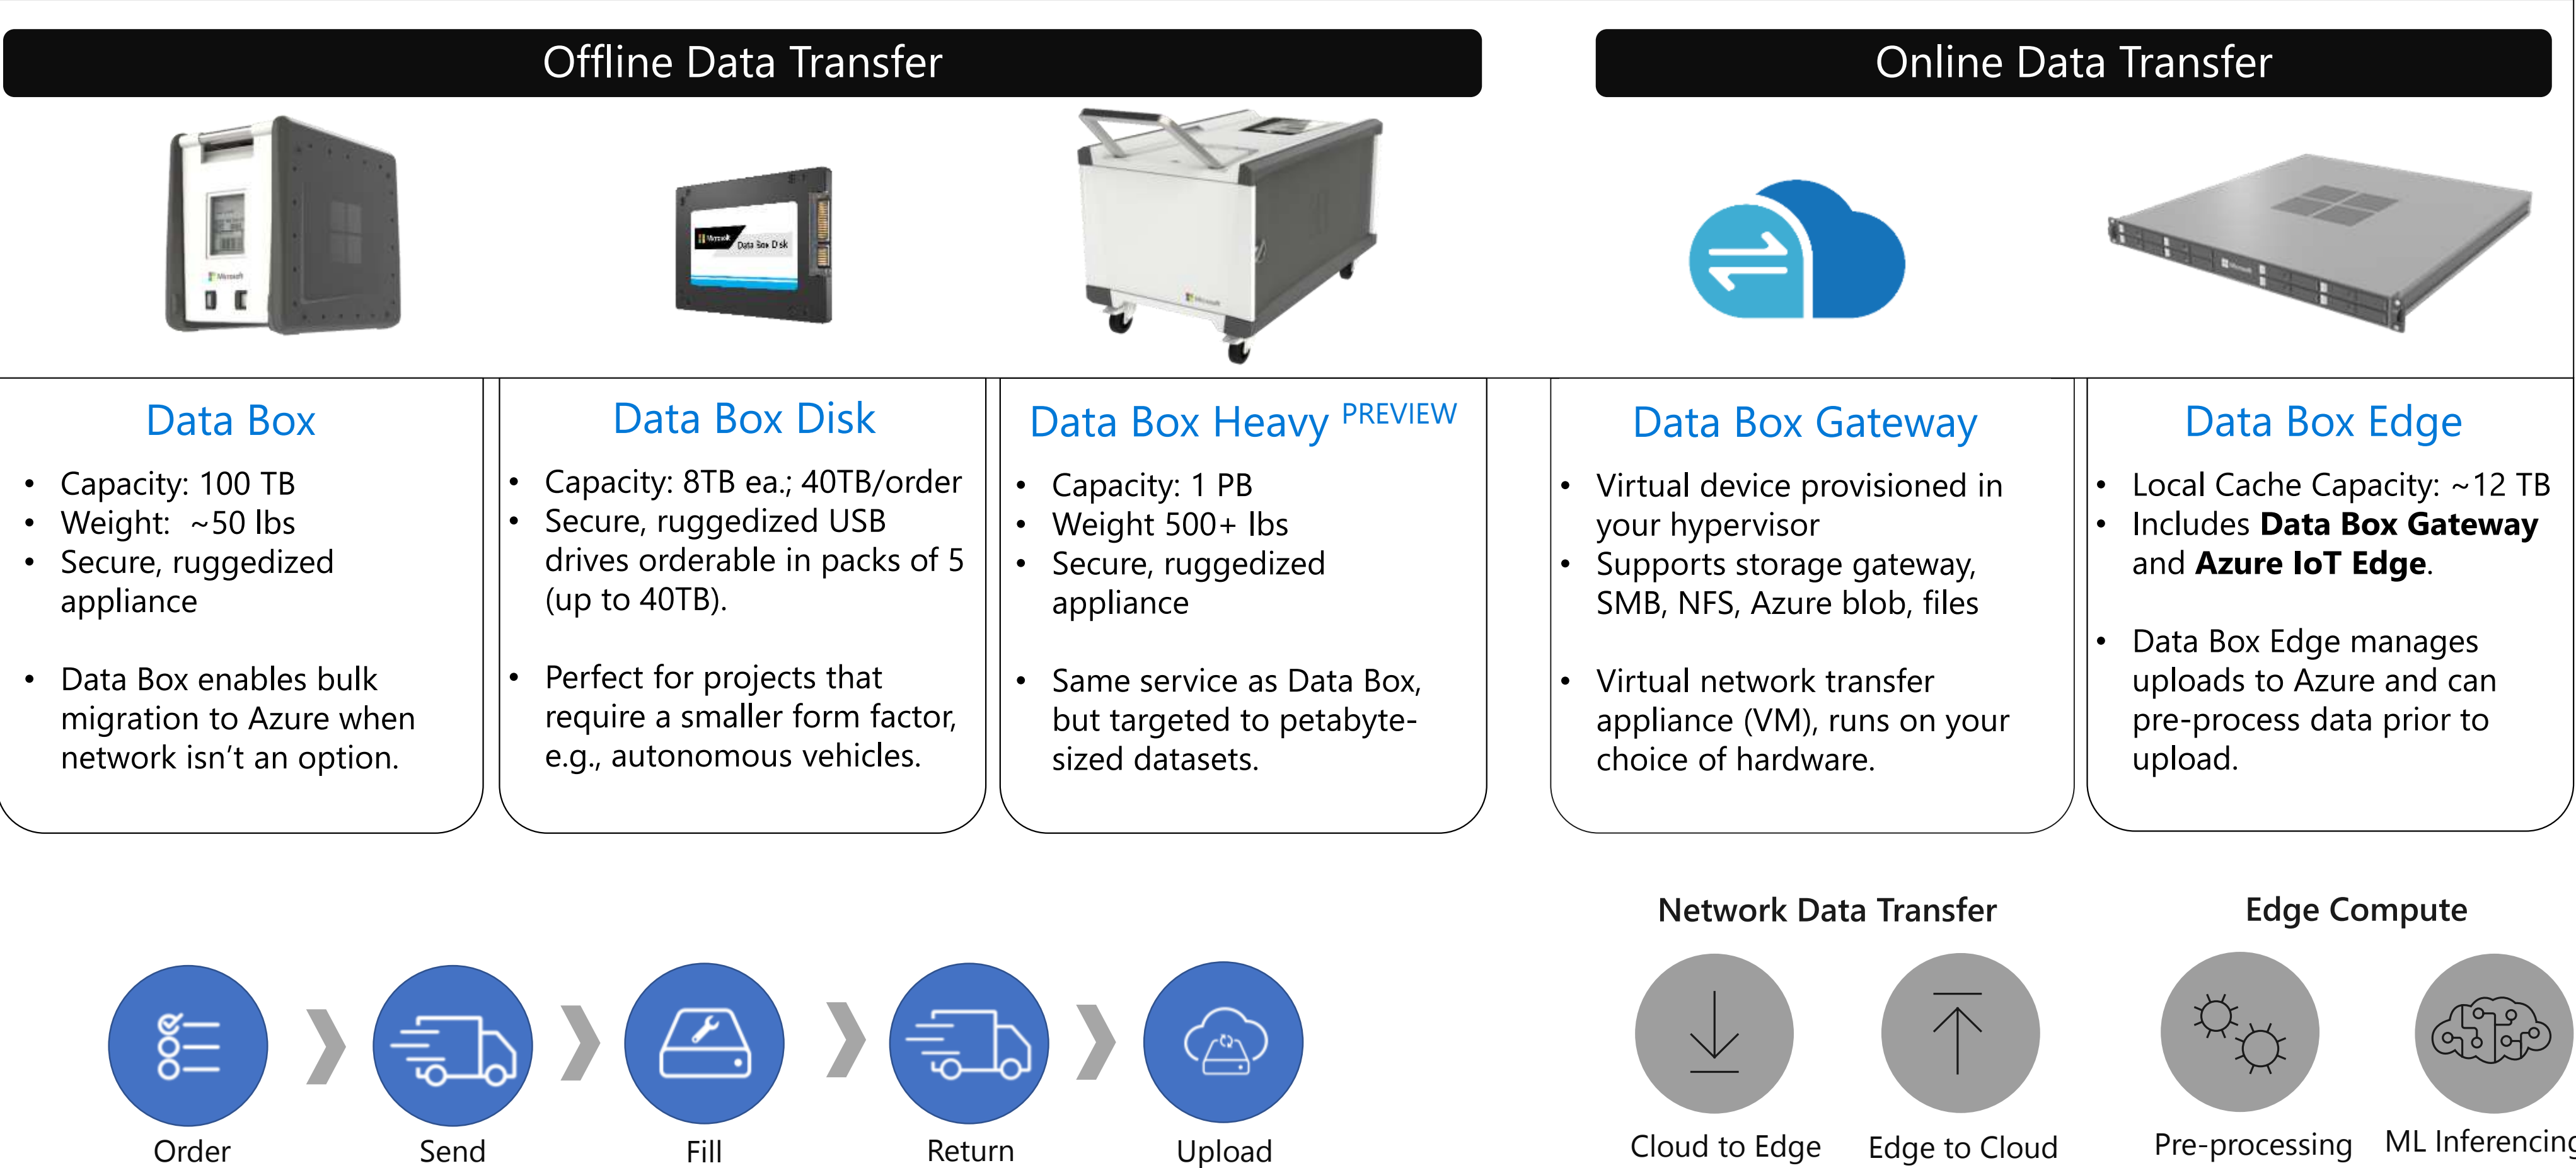 Offline Data Transfer
Online Data Transfer
Microsoft
Microsoft
Data Box Disk
Microsoft
Microsoft
Data Box
• Capacity: 100 TB
• Weight: ~50 lbs
• Secure, ruggedized
appliance
• Data Box enables bulk
migration to Azure when
network isn't an option.
Data Box Disk
• Capacity: 8TB ea.; 40TB/order
• Secure, ruggedized USB
drives orderable in packs of 5
(up to 40TB).
• Perfect for projects that
require a smaller form factor,
e.g., autonomous vehicles.
Data Box Heavy PREVIEW
• Capacity: 1 PB
• Weight 500+ lbs
• Secure, ruggedized
appliance
• Same service as Data Box,
but targeted to petabyte-
sized datasets.
Data Box Gateway
• Virtual device provisioned in
your hypervisor
• Supports storage gateway,
SMB, NFS, Azure blob, files
• Virtual network transfer
appliance (VM), runs on your
choice of hardware.
Data Box Edge
• Local Cache Capacity: ~12 TB
• Includes Data Box Gateway
and Azure IoT Edge.
• Data Box Edge manages
uploads to Azure and can
pre-process data prior to
upload.
Order
Send
Fill
Return
Upload
Network Data Transfer
Cloud to Edge
Edge to Cloud
Edge Compute
Pre-processing
ML Inferencing